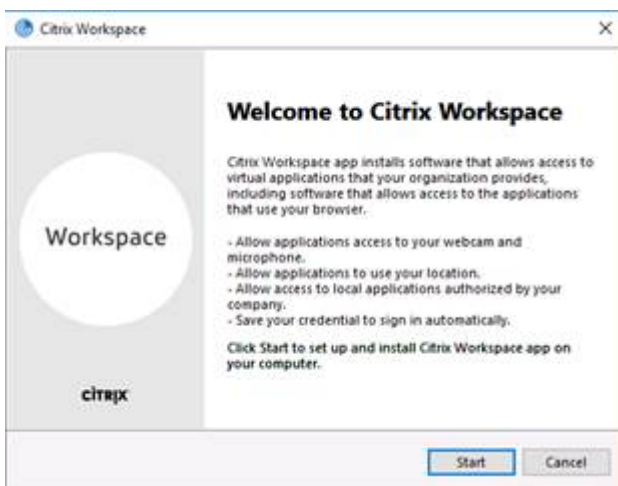 Citrix Workspace
Welcome to Citrix Workspace
Citrix Workspace app installs software that allows access to
virtual applications that your organization provides,
including software that allows access to the applications
that use your browser.
- Allow applications access to your webcam and
microphone.
- Allow applications to use your location.
- Allow access to local applications authorized by your
company.
- Save your credential to sign in automatically.
Click Start to set up and install Citrix Workspace app on
your computer.
Workspace
CİTRIX
Start
Cancel